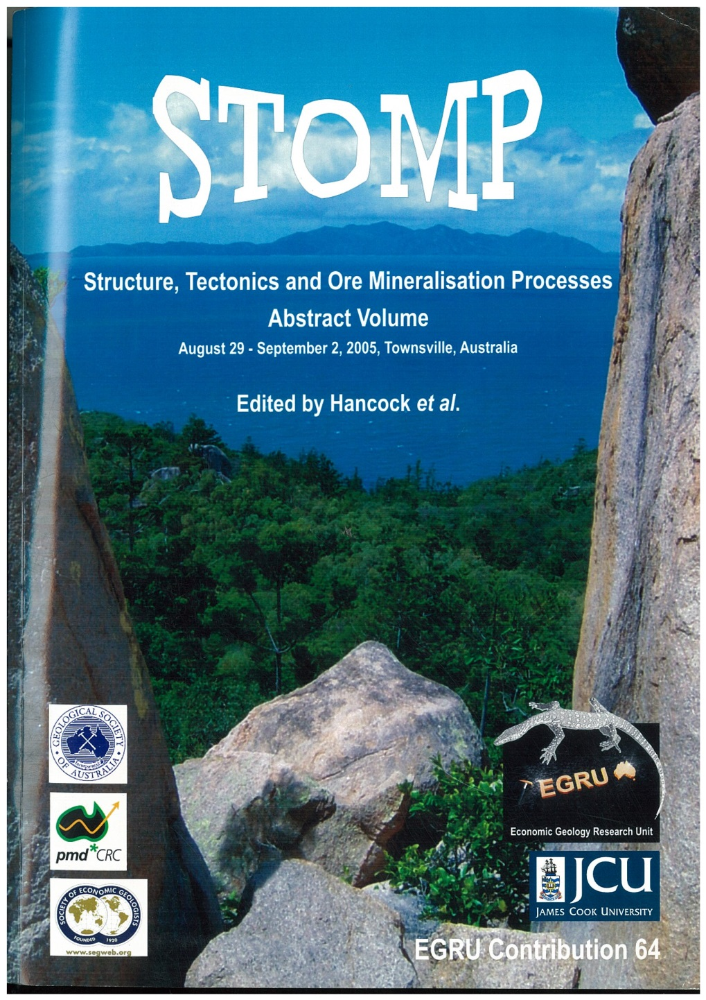 STOMP
Structure, Tectonics and Ore Mineralisation Processes
Abstract Volume
August 29 - September 2, 2005, Townsville, Australia
Edited by Hancock et al.
GEOLOGICAL SOCIETY
OF AUSTRALIA
Incorporated
pmd*CRC
SOCIETY OF ECONOMIC GEOLOGISTS
FOUNDED 1920
www.segweb.org
EGRU
Economic Geology Research Unit
JCU
JAMES COOK UNIVERSITY
EGRU Contribution 64